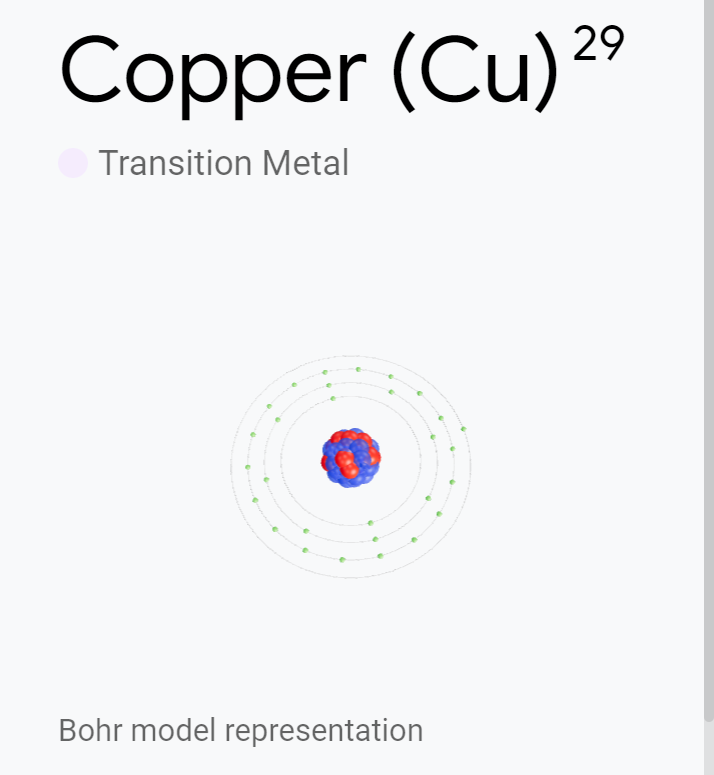 Copper (Cu) 29
Transition Metal
Bohr model representation